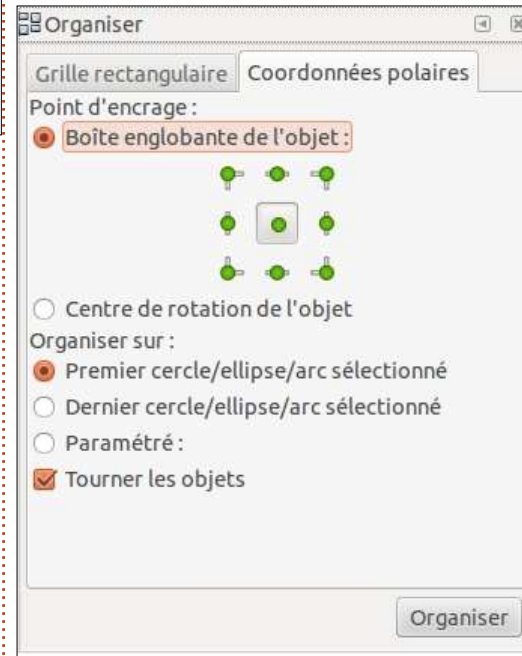 Organiser
Grille rectangulaire Coordonnées polaires
Point d'encrage :
Boîte englobante de l'objet :
Centre de rotation de l'objet
Organiser sur :
Premier cercle/ellipse/arc sélectionné
Dernier cercle/ellipse/arc sélectionné
Paramétré :
Tourner les objets
Organiser